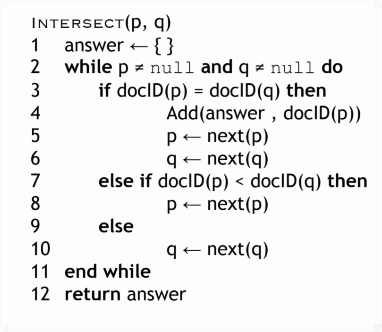 INTERSECT(p, q)
1 answer ← { }
2 while p ≠ null and q ≠ null do
3 if docID(p) = docID(q) then
4 Add(answer , docID(p))
5 p ← next(p)
6 q ← next(q)
7 else if docID(p) < docID(q) then
8 p ← next(p)
9 else
10 q ← next(q)
11 end while
12 return answer